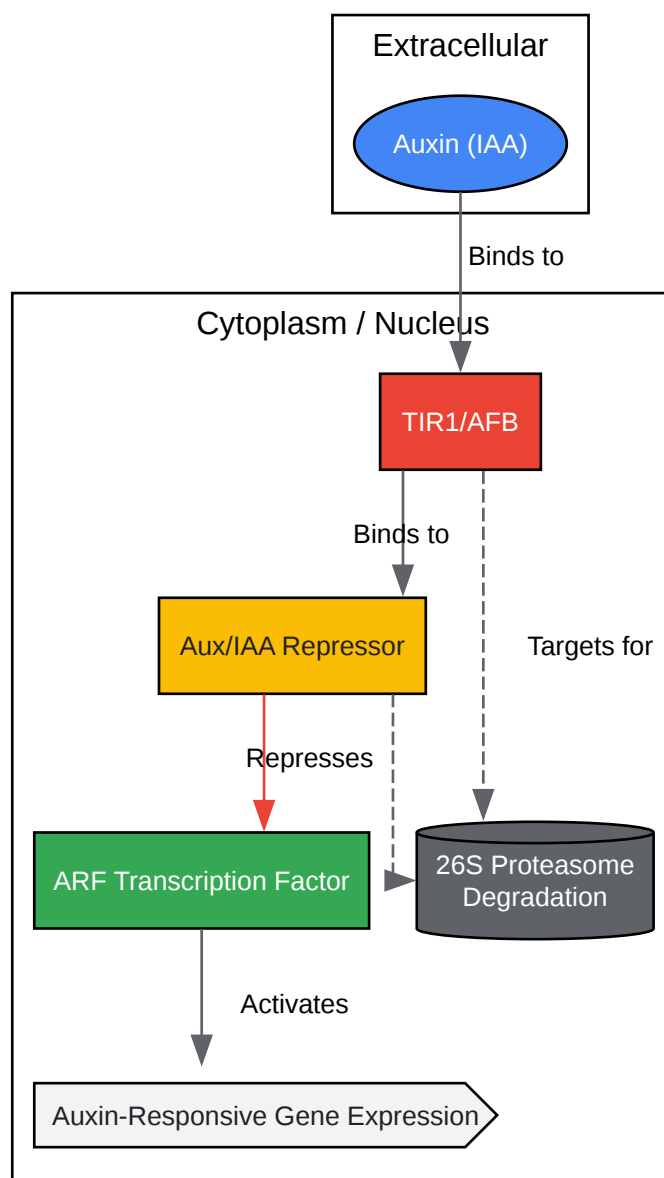 Extracellular
Auxin (IAA)
Binds to
Cytoplasm / Nucleus
TIR1/AFB
Binds to
Aux/IAA Repressor
Targets for
Represses
ARF Transcription Factor
26S Proteasome
Degradation
Activates
Auxin-Responsive Gene Expression